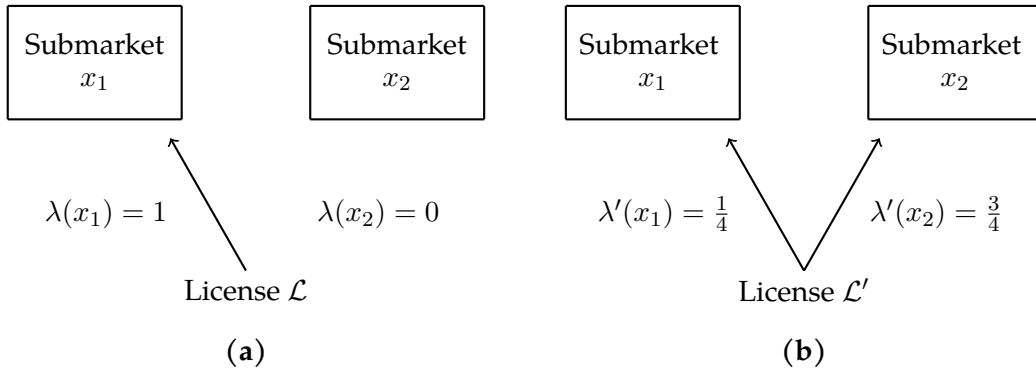 Submarket
x₁
Submarket
x₂
λ(x₁) = 1
λ(x₂) = 0
License ℒ
(a)
Submarket
x₁
Submarket
x₂
λ′(x₁) = 1/4
λ′(x₂) = 3/4
License ℒ′
(b)